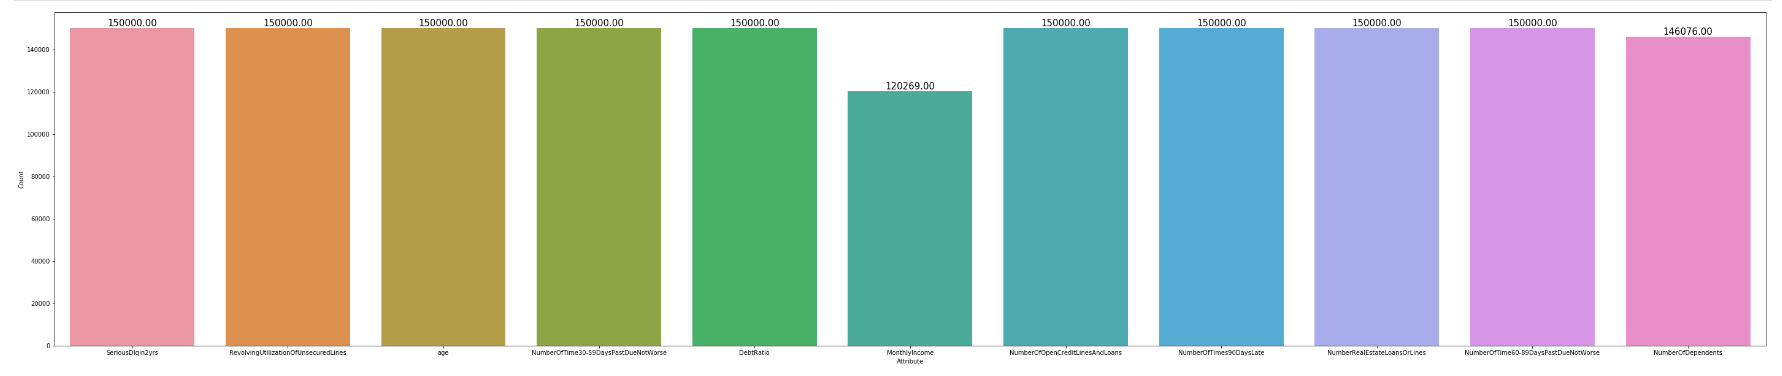 150000.00 150000.00 150000.00 150000.00 150000.00 150000.00 150000.00 150000.00 150000.00
146076.00
140000
120269.00
120000
100000
80000
Count
60000
40000
20000
0
SeriousDlqin2yrs RevolvingUtilizationOfUnsecuredLines age NumberOfTime30-59DaysPastDueNotWorse DebtRatio MonthlyIncome NumberOfOpenCreditLinesAndLoans NumberOfTimes90DaysLate NumberRealEstateLoansOrLines NumberOfTime60-89DaysPastDueNotWorse NumberOfDependents
Attribute